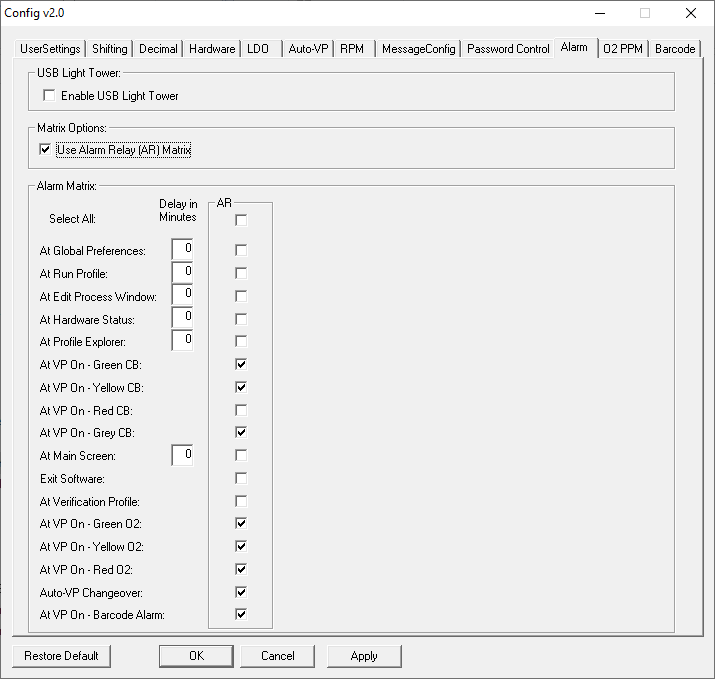 Config v2.0
UserSettings Shifting Decimal Hardware LDO Auto-VP RPM MessageConfig Password Control Alarm O2 PPM Barcode
USB Light Tower:
Enable USB Light Tower
Matrix Options:
Use Alarm Relay (AR) Matrix
Alarm Matrix:
Delay in AR
Select All: Minutes
At Global Preferences: 0
At Run Profile: 0
At Edit Process Window: 0
At Hardware Status: 0
At Profile Explorer: 0
At VP On - Green CB:
At VP On - Yellow CB:
At VP On - Red CB:
At VP On - Grey CB:
At Main Screen: 0
Exit Software:
At Verification Profile:
At VP On - Green O2:
At VP On - Yellow O2:
At VP On - Red O2:
Auto-VP Changeover:
At VP On - Barcode Alarm:
Restore Default OK Cancel Apply